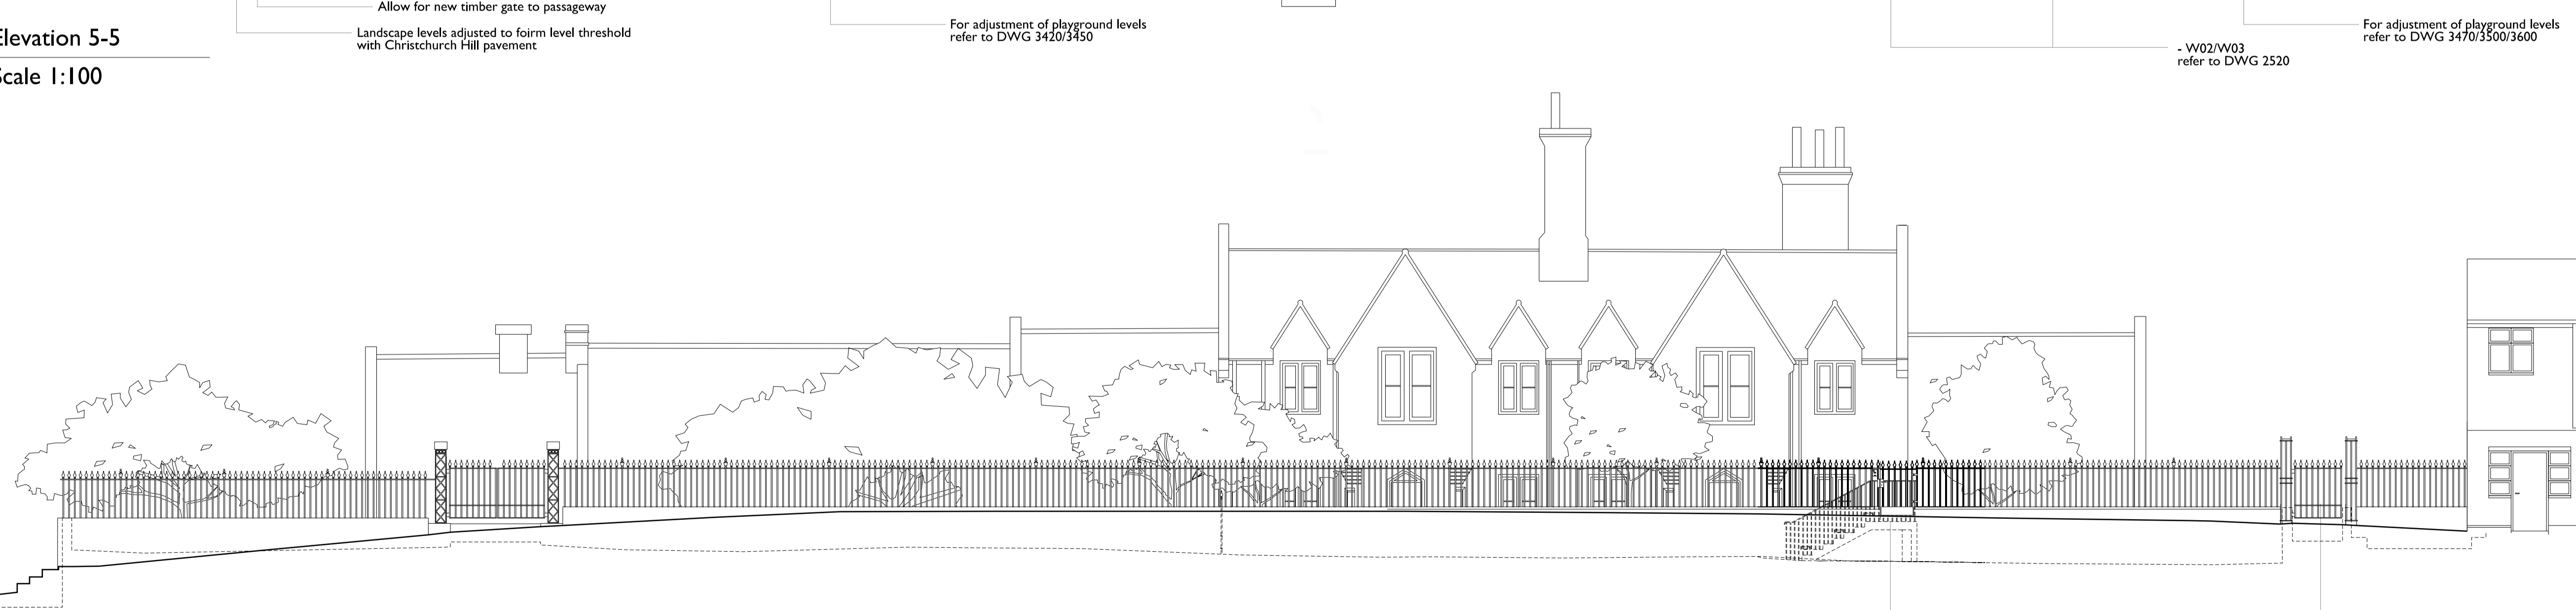 Allow for new timber gate to passageway
Landscape levels adjusted to foirm level threshold
with Christchurch Hill pavement
For adjustment of playground levels
refer to DWG 3420/3450
For adjustment of playground levels
refer to DWG 3470/3500/3600
- W02/W03
refer to DWG 2520
Elevation 5-5
Scale 1:100